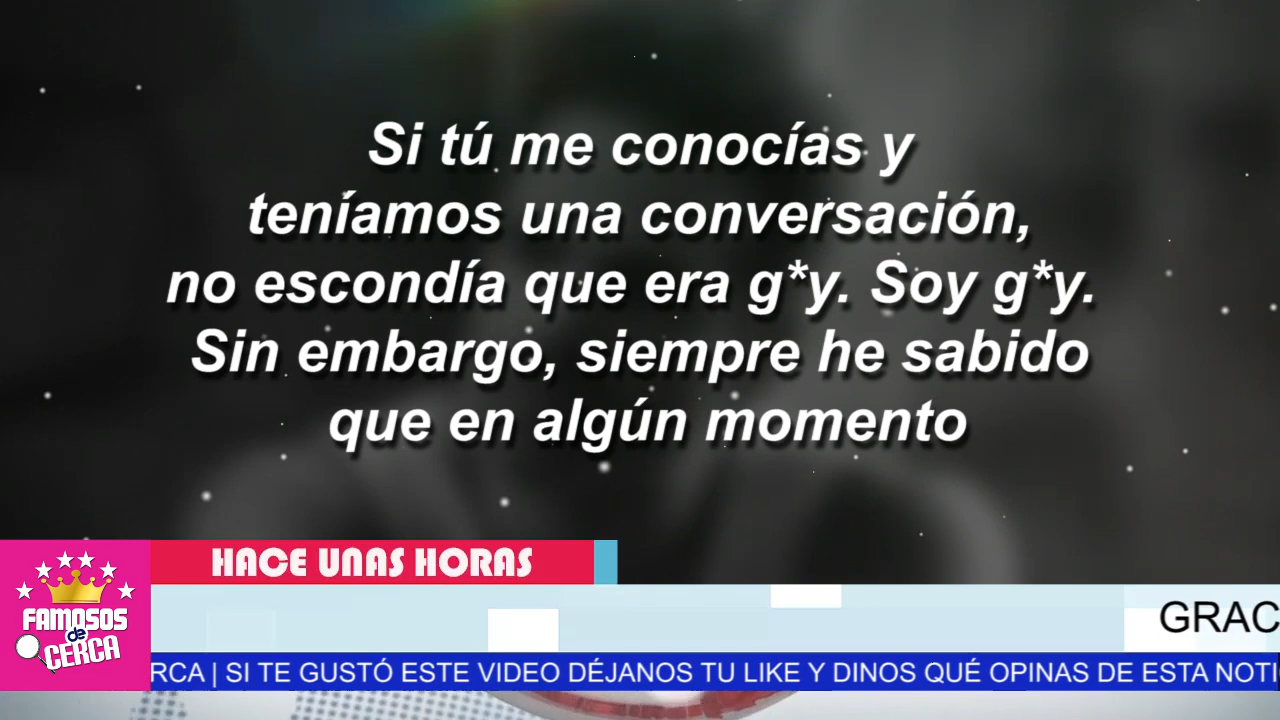 Si tú me conocías y
teníamos una conversación,
no escondía que era g*y. Soy g*y.
Sin embargo, siempre he sabido
que en algún momento
HACE UNAS HORAS
FAMOSOS
de
CERCA
GRAC
RCA | SI TE GUSTÓ ESTE VIDEO DÉJANOS TU LIKE Y DINOS QUÉ OPINAS DE ESTA NOTI